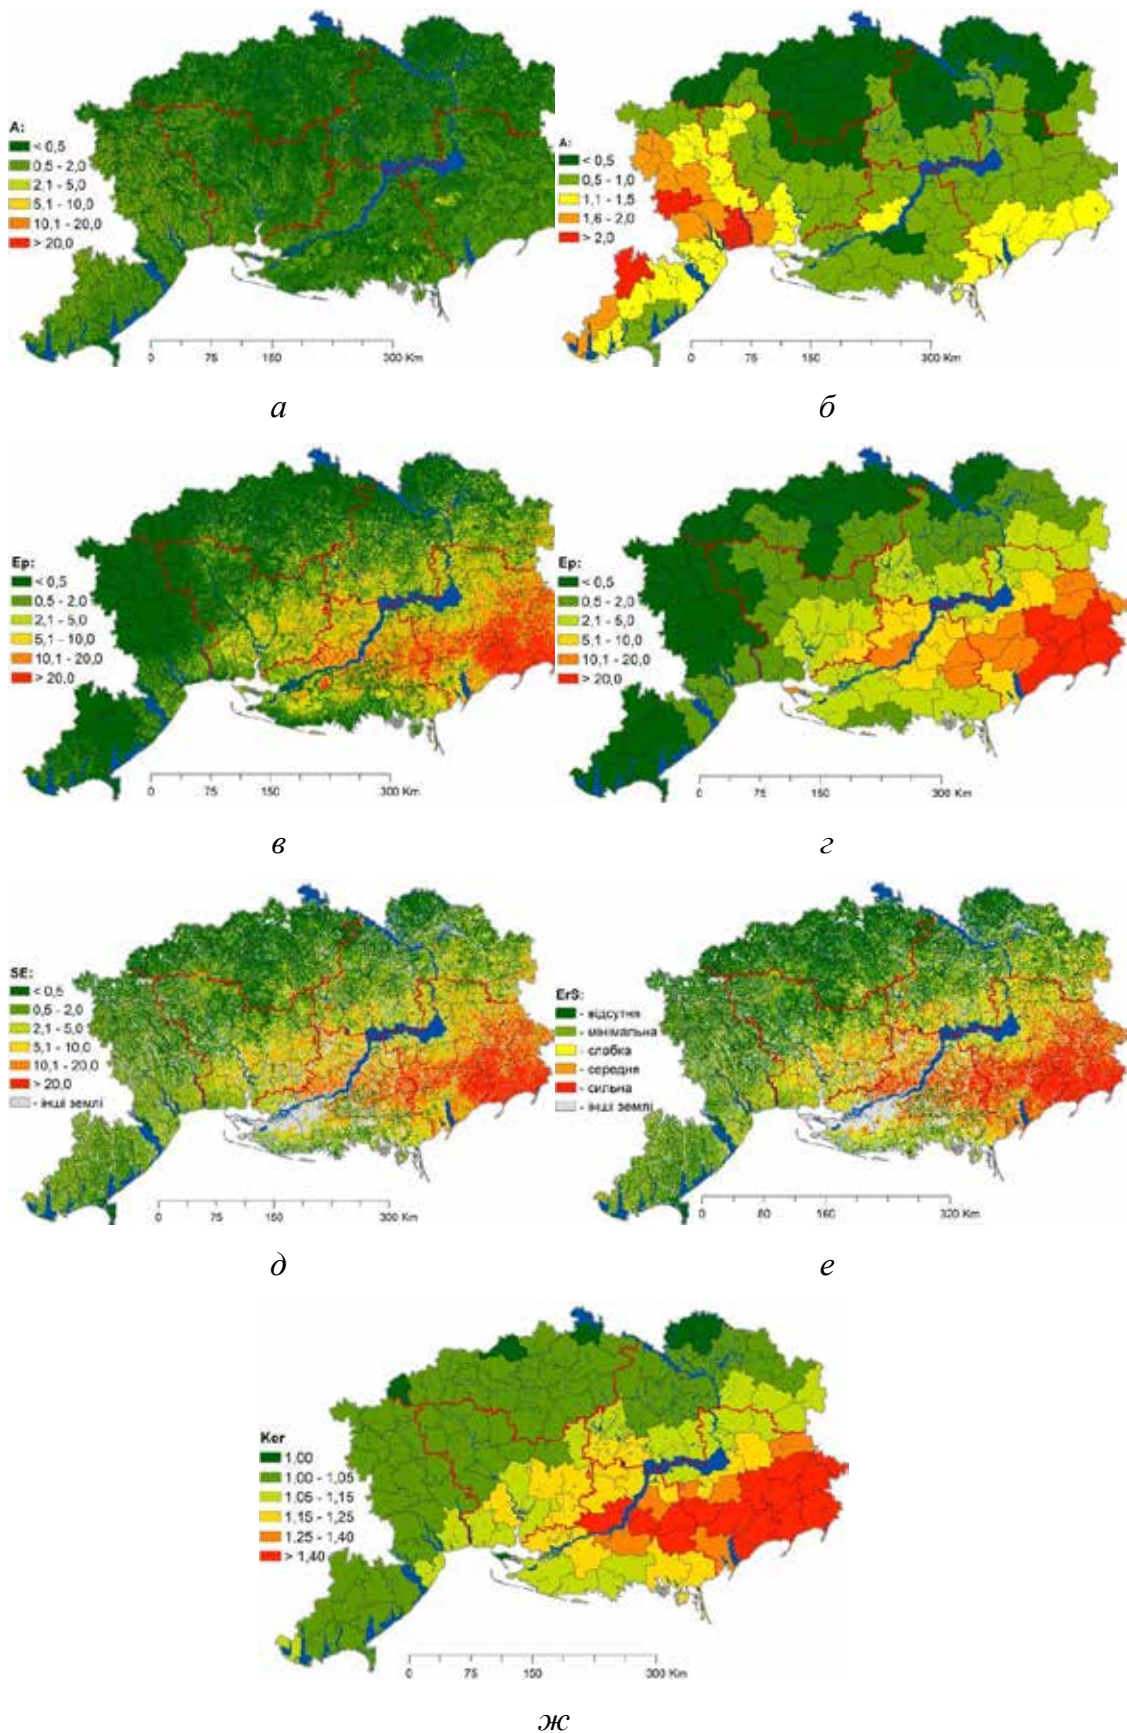 A:
< 0,5
0,5 - 2,0
2,1 - 5,0
5,1 - 10,0
10,1 - 20,0
> 20,0
0 75 150 300 Km
а
A:
< 0,5
0,5 - 1,0
1,1 - 1,5
1,6 - 2,0
> 2,0
0 75 150 300 Km
б
Ep:
< 0,5
0,5 - 2,0
2,1 - 5,0
5,1 - 10,0
10,1 - 20,0
> 20,0
0 75 150 300 Km
в
Ep:
< 0,5
0,5 - 2,0
2,1 - 5,0
5,1 - 10,0
10,1 - 20,0
> 20,0
0 75 150 300 Km
г
SE:
< 0,5
0,5 - 2,0
2,1 - 5,0
5,1 - 10,0
10,1 - 20,0
> 20,0
- інші землі
0 75 150 300 Km
д
ErS:
- відсутня
- мінімальна
- слабка
- середня
- сильна
- інші землі
0 80 160 320 Km
е
Ker
1,00
1,00 - 1,05
1,05 - 1,15
1,15 - 1,25
1,25 - 1,40
> 1,40
0 75 150 300 Km
ж